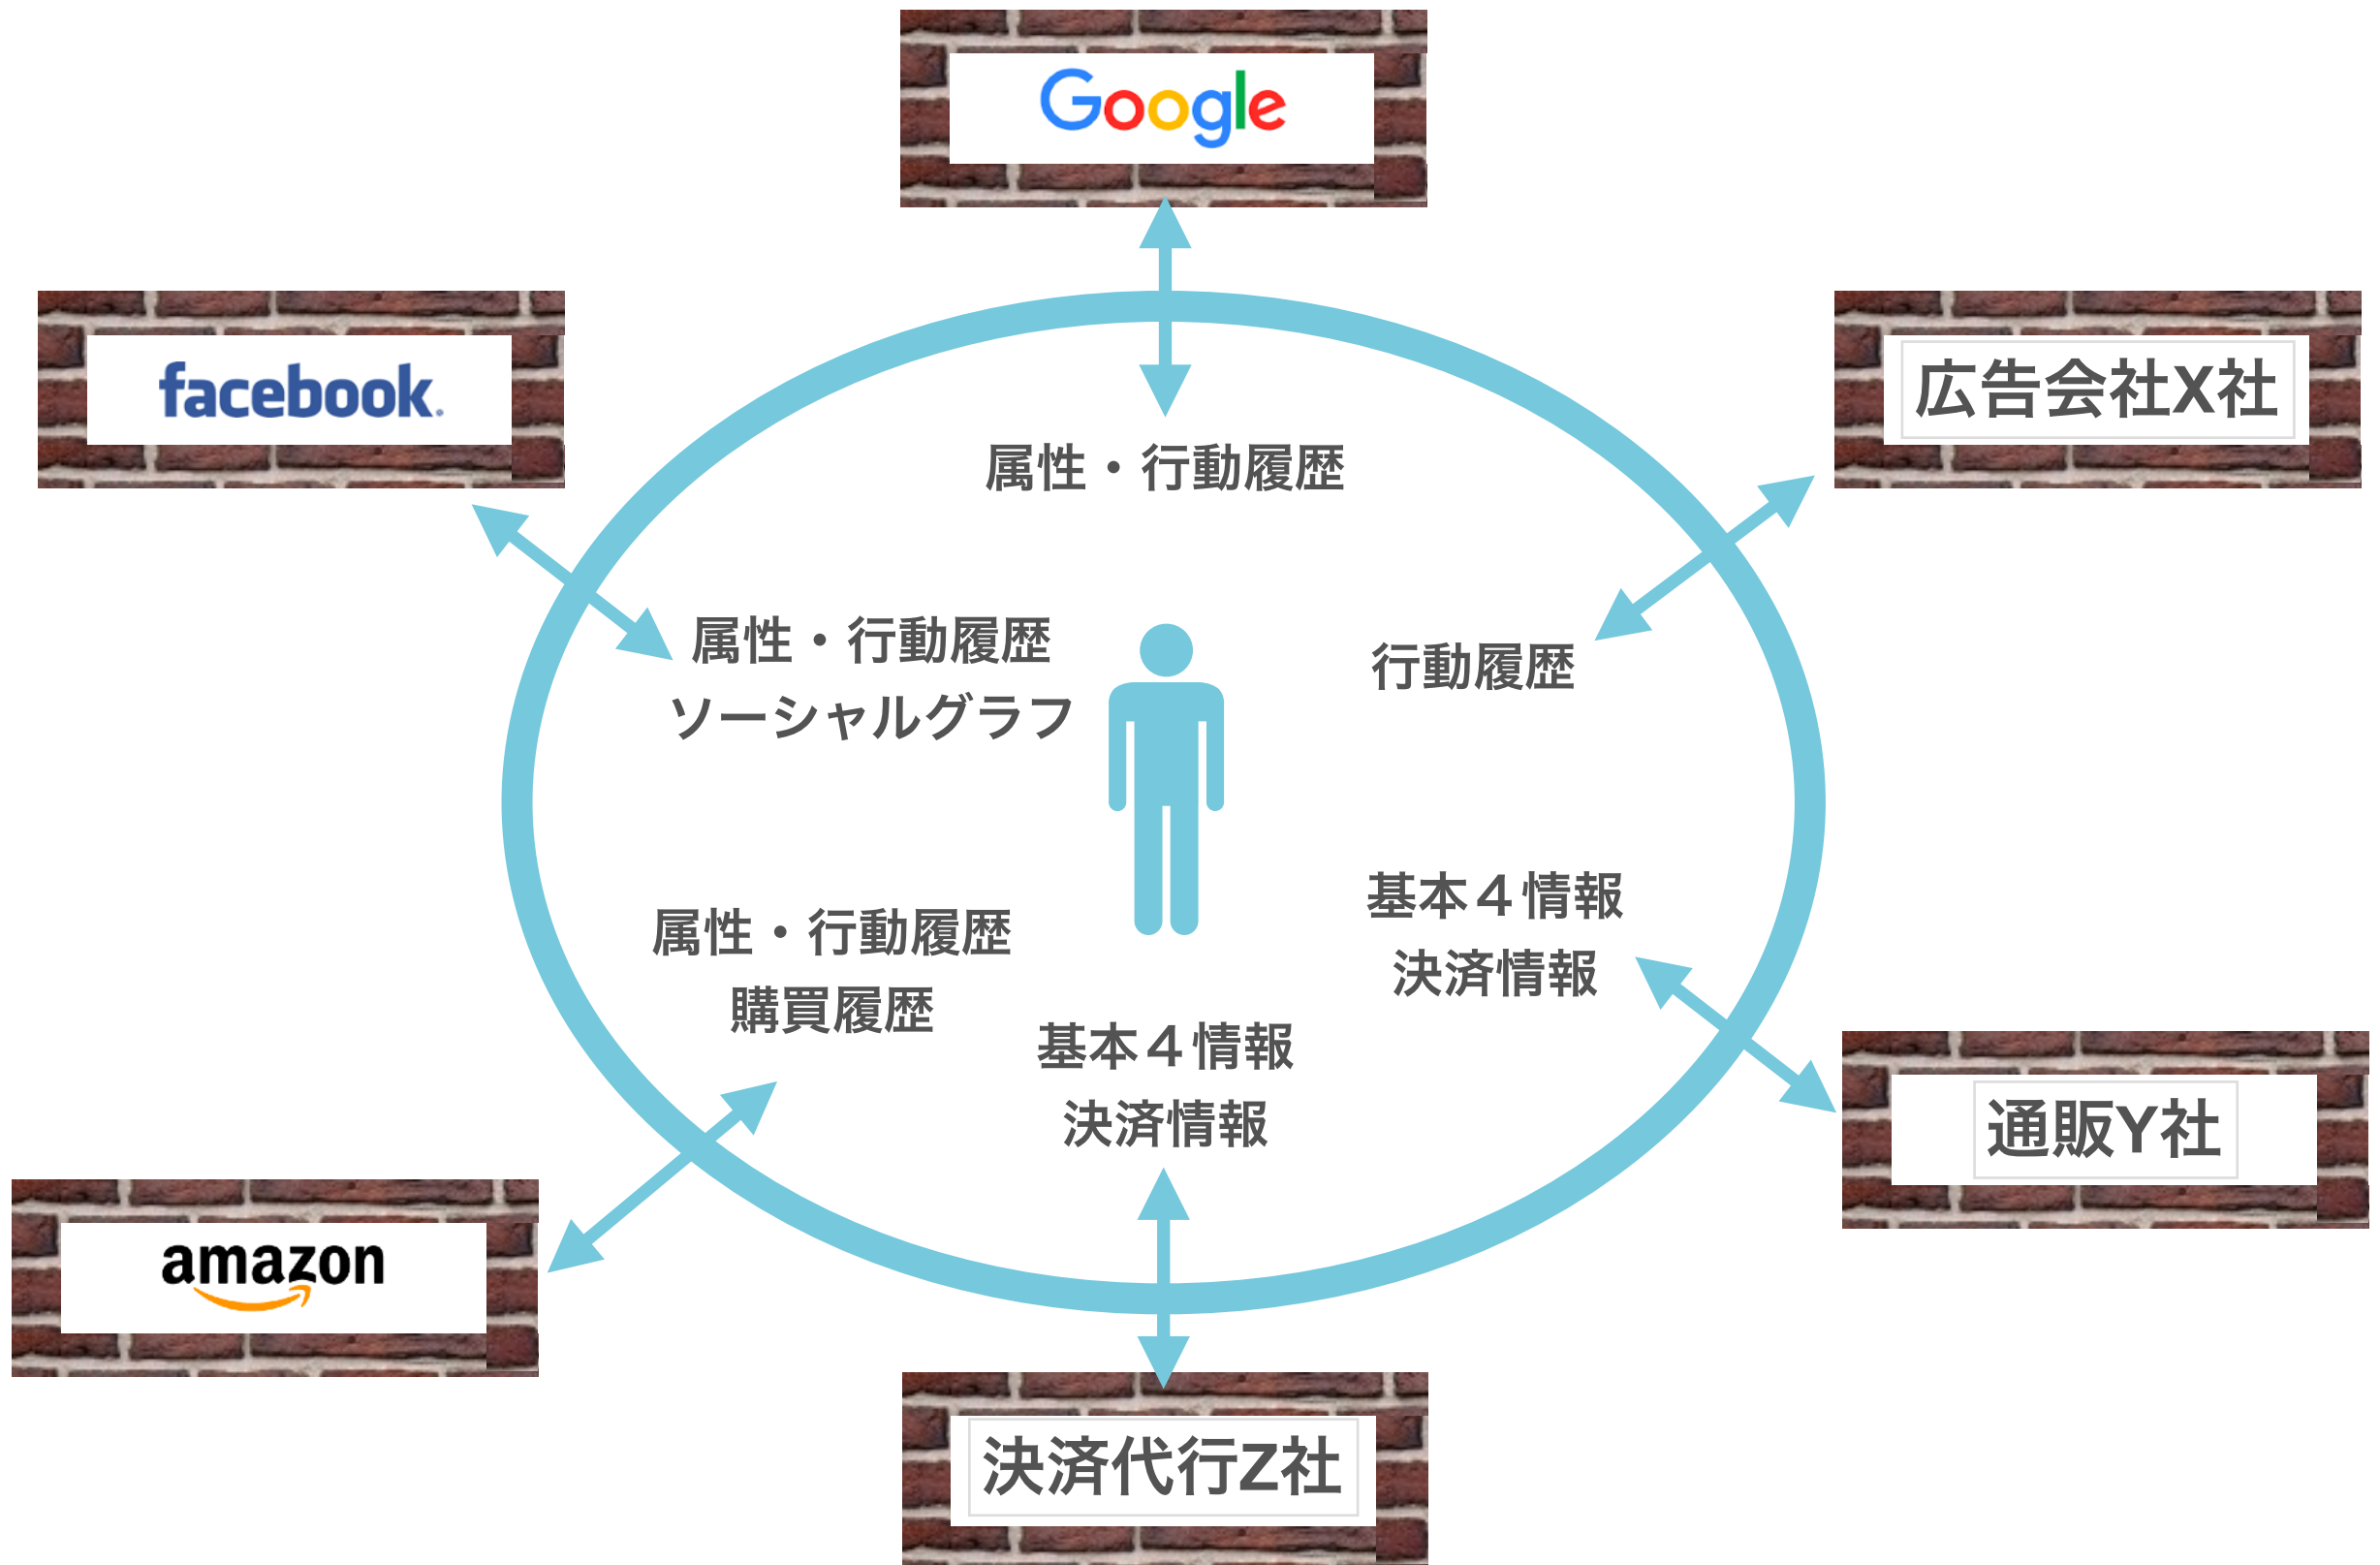 Google
facebook
広告会社X社
属性・行動履歴
属性・行動履歴
ソーシャルグラフ
行動履歴
属性・行動履歴
購買履歴
基本４情報
決済情報
基本４情報
決済情報
通販Y社
amazon
決済代行Z社